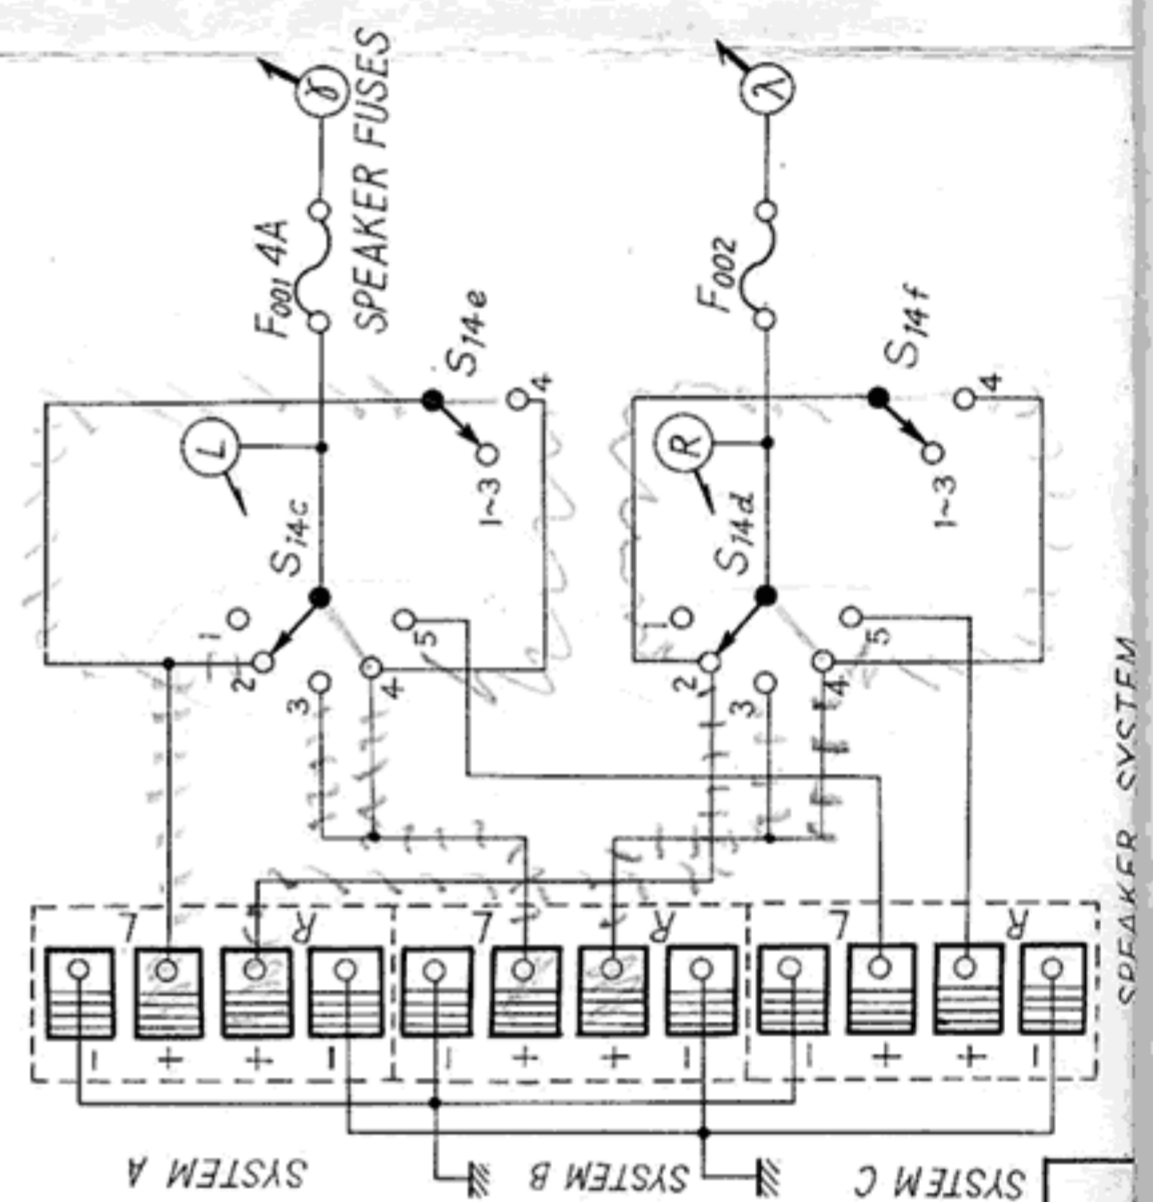 γ
λ
SPEAKER FUSES
F001 4A
F002
S14e
S14f
4
4
L
R
1~3
1~3
S14c
S14d
1
2
3
4
5
1
2
3
4
5
L
R
L
R
L
R
- + + -
- + + -
- + + -
SYSTEM A
SYSTEM B
SYSTEM C
SPEAKER SYSTEM